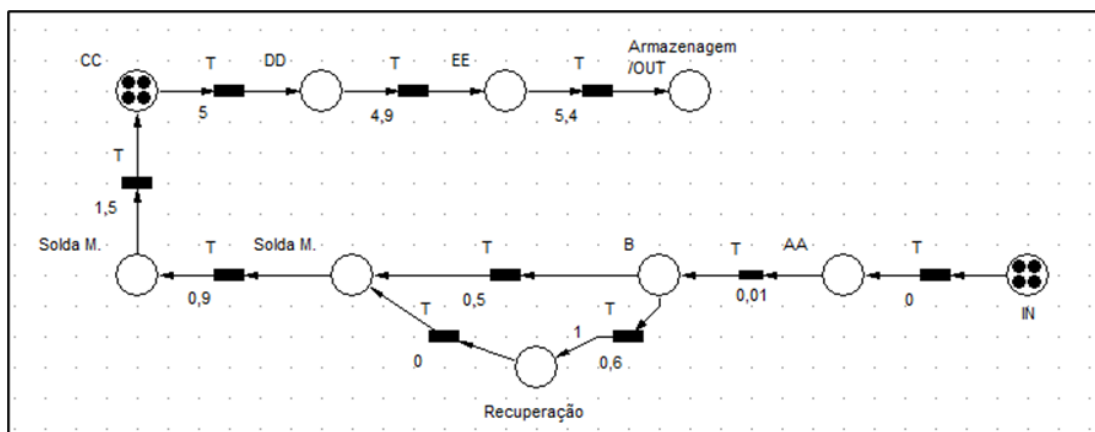 Armazenagem
/OUT
CC
T
DD
T
EE
T
5
4,9
5,4
T
1,5
Solda M.
T
Solda M.
T
B
T
AA
T
0,9
0,5
0,01
0
IN
T
T
1
0
0,6
Recuperação